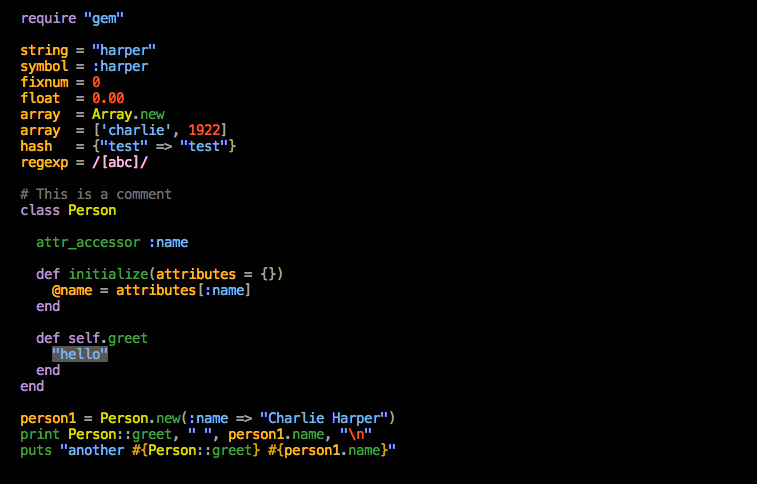 require "gem"

string = "harper"
symbol = :harper
fixnum = 0
float  = 0.00
array  = Array.new
array  = ['charlie', 1922]
hash   = {"test" => "test"}
regexp = /[abc]/

# This is a comment
class Person

  attr_accessor :name

  def initialize(attributes = {})
    @name = attributes[:name]
  end

  def self.greet
    "hello"
  end
end

person1 = Person.new(:name => "Charlie Harper")
print Person::greet, " ", person1.name, "\n"
puts "another #{Person::greet} #{person1.name}"